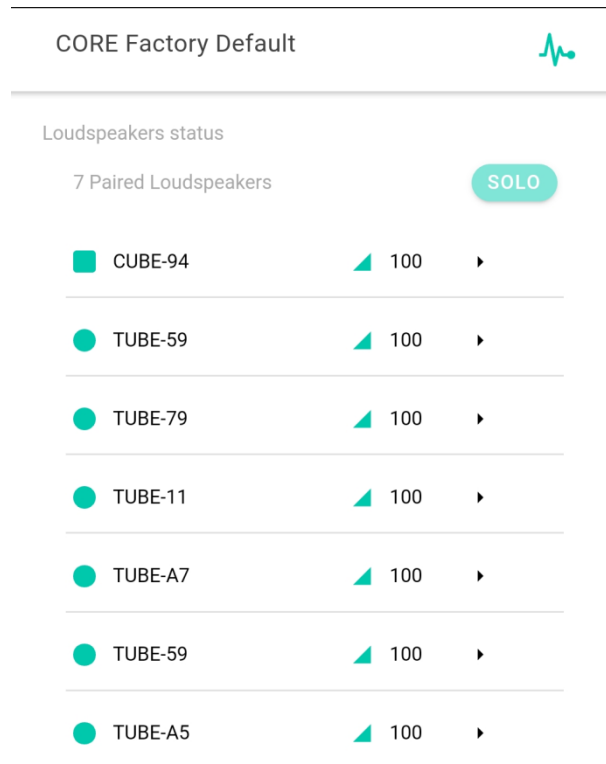 CORE Factory Default
Loudspeakers status
7 Paired Loudspeakers SOLO
CUBE-94 100
TUBE-59 100
TUBE-79 100
TUBE-11 100
TUBE-A7 100
TUBE-59 100
TUBE-A5 100